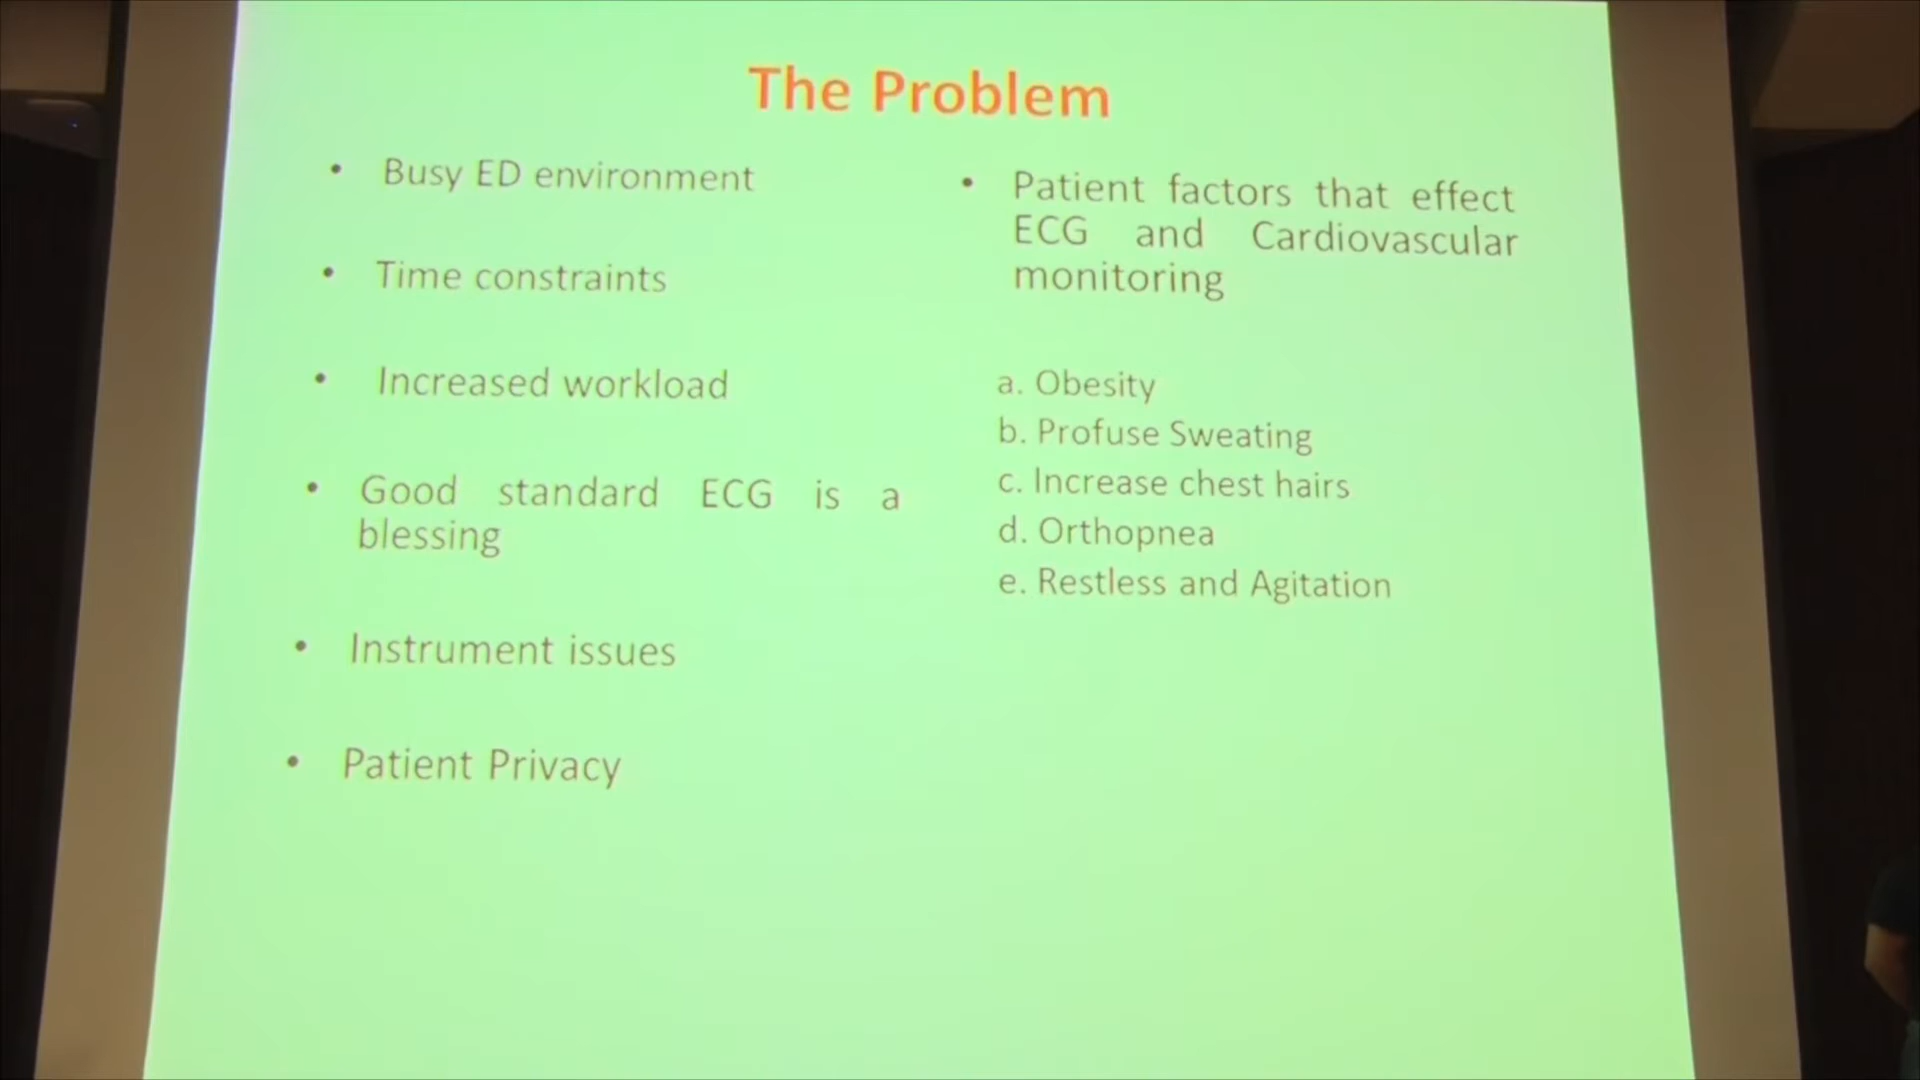 The Problem
• Busy ED environment
• Time constraints
• Increased workload
• Good standard ECG is a
blessing
• Instrument issues
• Patient Privacy
• Patient factors that effect
ECG and Cardiovascular
monitoring
a. Obesity
b. Profuse Sweating
c. Increase chest hairs
d. Orthopnea
e. Restless and Agitation